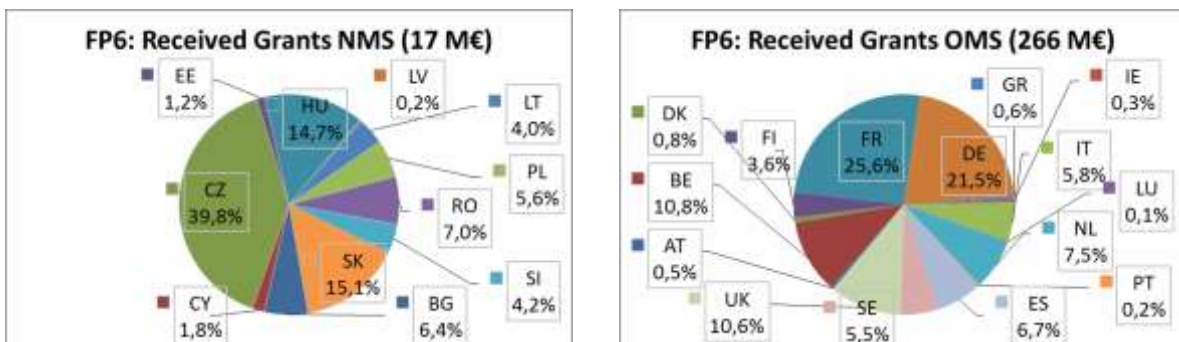 FP6: Received Grants NMS (17 M€)
EE
1,2%
HU
14,7%
LV
0,2%
LT
4,0%
PL
5,6%
RO
7,0%
SI
4,2%
BG
6,4%
SK
15,1%
CY
1,8%
CZ
39,8%
FP6: Received Grants OMS (266 M€)
DK
0,8%
FI
3,6%
FR
25,6%
DE
21,5%
GR
0,6%
IE
0,3%
IT
5,8%
LU
0,1%
NL
7,5%
PT
0,2%
ES
6,7%
SE
5,5%
UK
10,6%
AT
0,5%
BE
10,8%